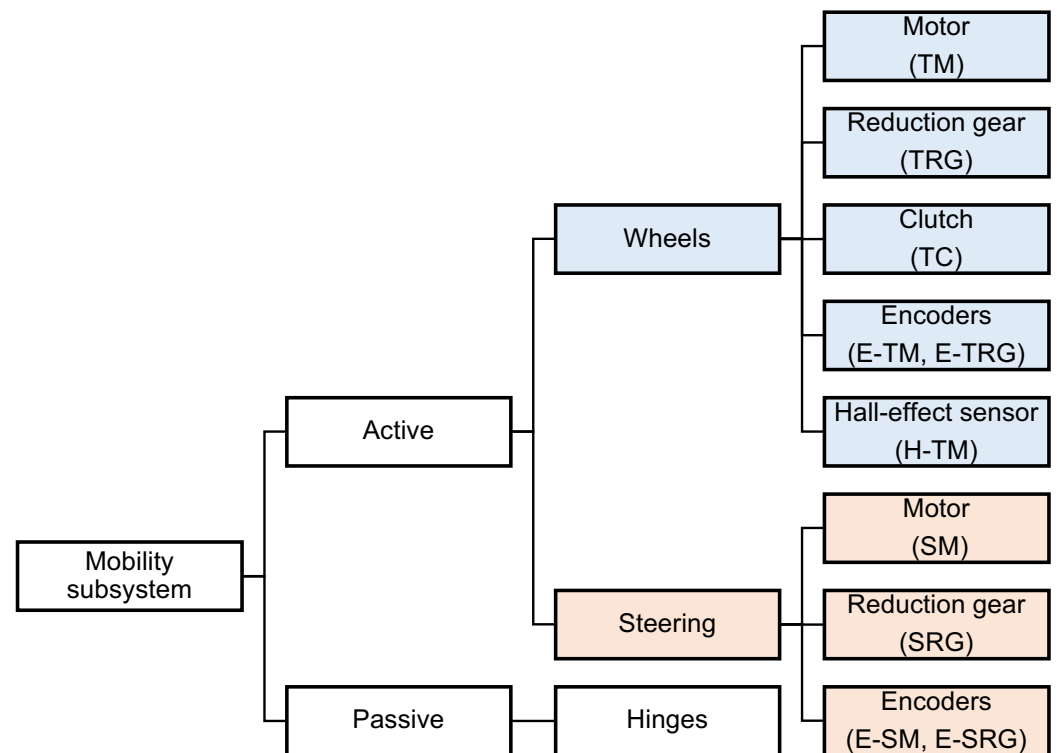 Motor
(TM)
Reduction gear
(TRG)
Clutch
(TC)
Wheels
Encoders
(E-TM, E-TRG)
Hall-effect sensor
(H-TM)
Active
Motor
(SM)
Mobility
subsystem
Reduction gear
(SRG)
Steering
Encoders
(E-SM, E-SRG)
Passive
Hinges